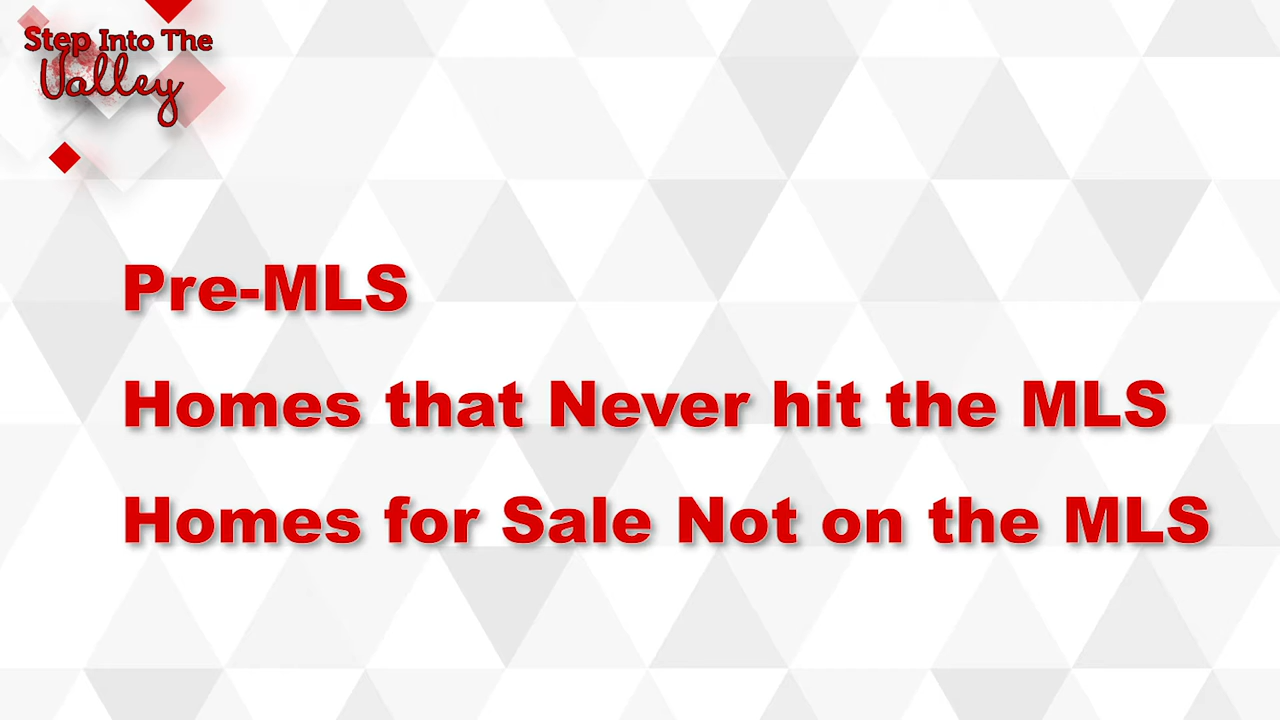 Step Into The
Valley
Pre-MLS
Homes that Never hit the MLS
Homes for Sale Not on the MLS